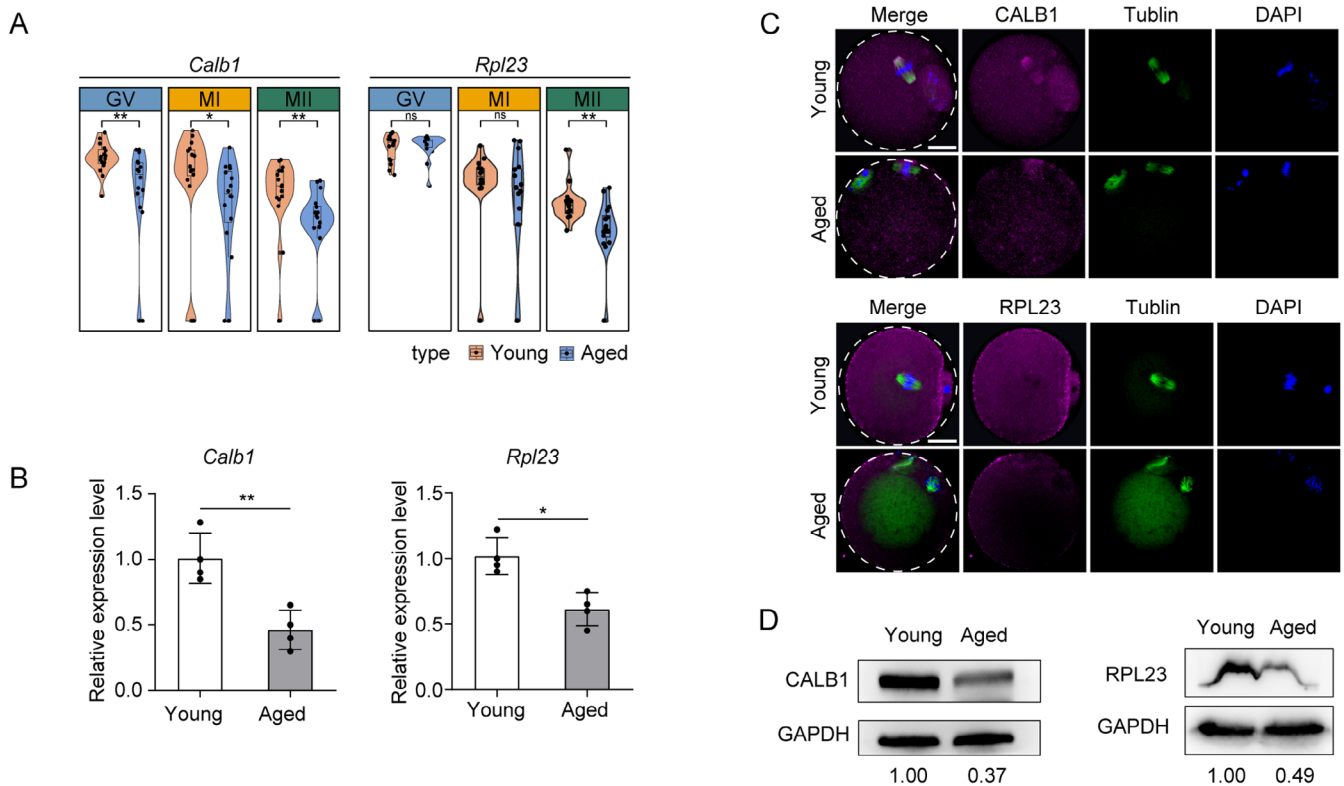 A
Calb1
Rpl23
GV
MI
MII
GV
MI
MII
**
*
**
ns
ns
**
type Young Aged
B
Calb1
Rpl23
Relative expression level
1.5
1.0
0.5
0.0
**
Young
Aged
Relative expression level
1.5
1.0
0.5
0.0
*
Young
Aged
C
Merge CALB1 Tublin DAPI
Young
Aged
Merge RPL23 Tublin DAPI
Young
Aged
D
Young Aged
CALB1
GAPDH
1.00 0.37
Young Aged
RPL23
GAPDH
1.00 0.49